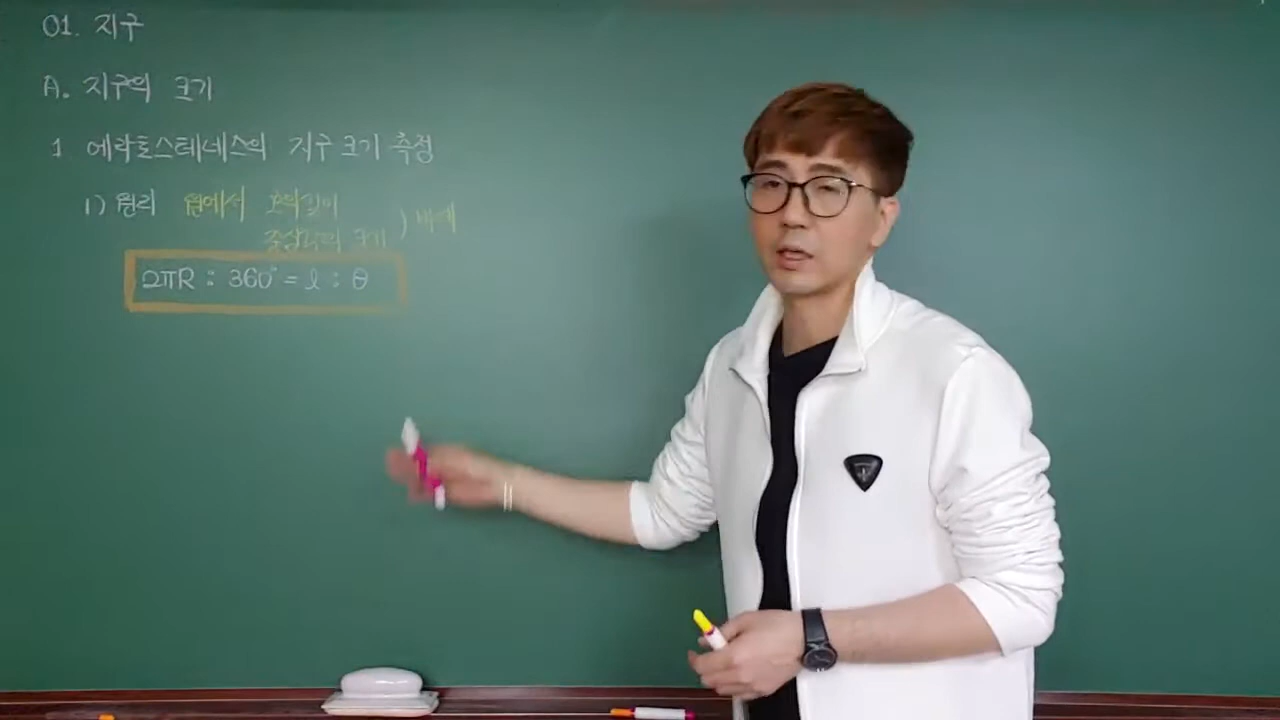 01. 지구
A. 지구의 크기
1 에라토스테네스의 지구 크기 측정
1) 원리 원에서 호의 길이
중심각의 크기 ) 비례
2πR : 360° = l : θ